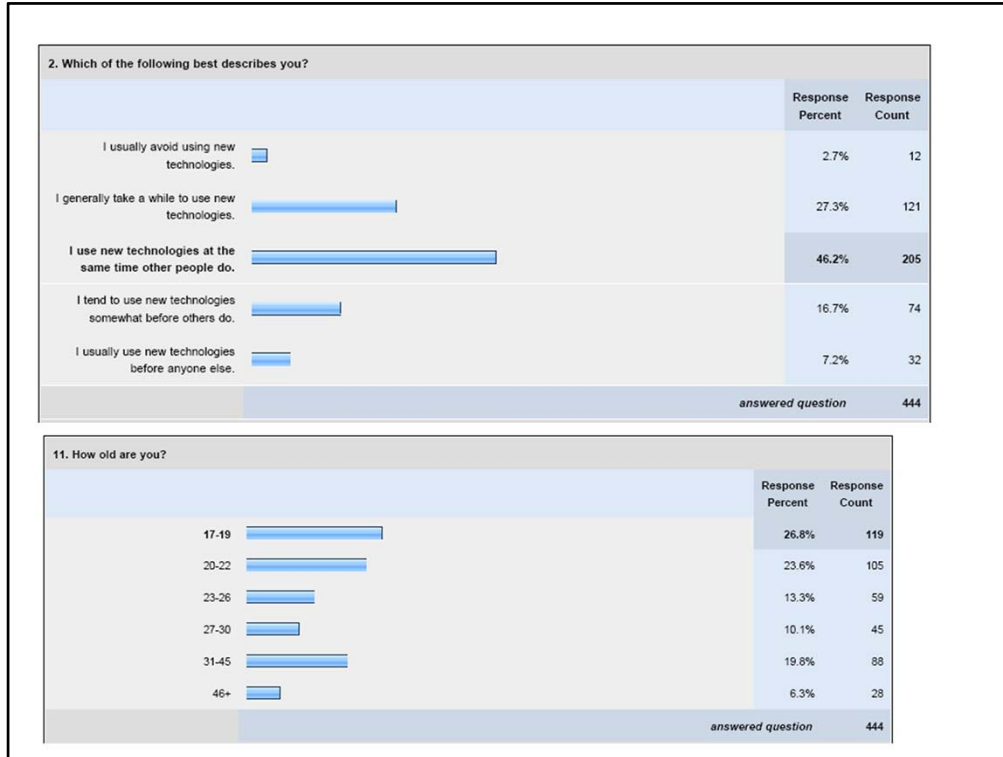 2. Which of the following best describes you?
Response Response
Percent Count
I usually avoid using new
technologies. 2.7% 12
I generally take a while to use new
technologies. 27.3% 121
I use new technologies at the
same time other people do. 46.2% 205
I tend to use new technologies
somewhat before others do. 16.7% 74
I usually use new technologies
before anyone else. 7.2% 32
answered question 444
11. How old are you?
Response Response
Percent Count
17-19 26.8% 119
20-22 23.6% 105
23-26 13.3% 59
27-30 10.1% 45
31-45 19.8% 88
46+ 6.3% 28
answered question 444